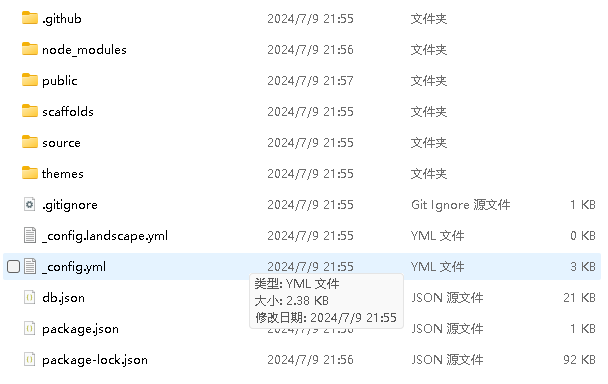 .github 2024/7/9 21:55 文件夹
node_modules 2024/7/9 21:56 文件夹
public 2024/7/9 21:57 文件夹
scaffolds 2024/7/9 21:55 文件夹
source 2024/7/9 21:55 文件夹
themes 2024/7/9 21:55 文件夹
.gitignore 2024/7/9 21:55 Git Ignore 源文件 1 KB
_config.landscape.yml 2024/7/9 21:55 YML 文件 0 KB
_config.yml 2024/7/9 21:55 YML 文件 3 KB
类型: YML 文件
大小: 2.38 KB
修改日期: 2024/7/9 21:55
db.json JSON 源文件 21 KB
package.json 2024/7/9 21:56 JSON 源文件 1 KB
package-lock.json 2024/7/9 21:56 JSON 源文件 92 KB